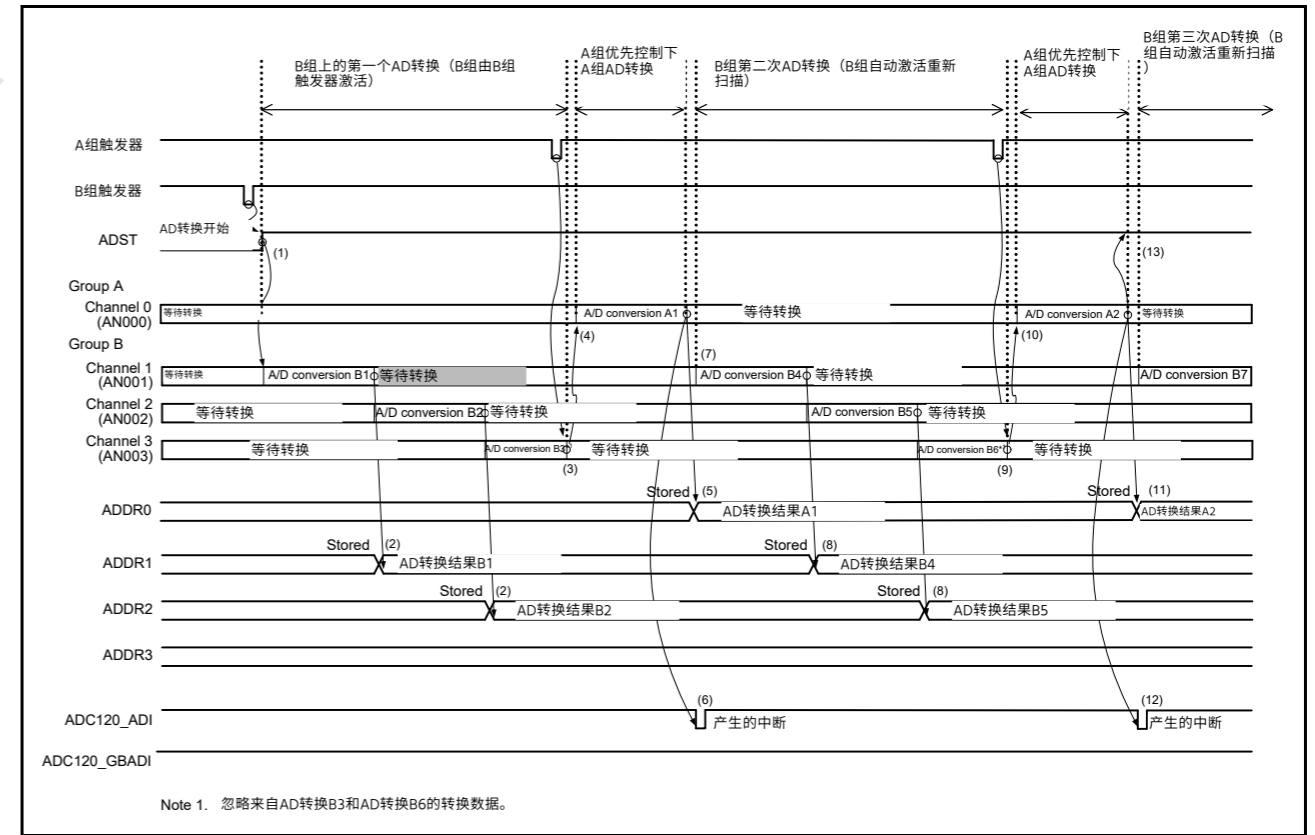 B组上的第一个AD转换（B组由B组
触发器激活）
A组优先控制下
A组AD转换
B组第二次AD转换（B组自动激活重新
扫描）
A组优先控制下
A组AD转换
B组第三次AD转换（B
组自动激活重新扫描
）
A组触发器
B组触发器
AD转换开始
ADST
(1)
(13)
Group A
Channel 0
(AN000)
等待转换
A/D conversion A1
等待转换
A/D conversion A2
等待转换
(4)
(10)
Group B
(7)
Channel 1
(AN001)
等待转换
A/D conversion B1
等待转换
A/D conversion B4
等待转换
A/D conversion B7
Channel 2
(AN002)
等待转换
A/D conversion B2
等待转换
A/D conversion B5
等待转换
Channel 3
(AN003)
等待转换
A/D conversion B3
等待转换
A/D conversion B6*1
等待转换
(3)
(9)
Stored (5)
Stored (11)
ADDR0
AD转换结果A1
AD转换结果A2
Stored (2)
Stored (8)
ADDR1
AD转换结果B1
AD转换结果B4
Stored (2)
Stored (8)
ADDR2
AD转换结果B2
AD转换结果B5
ADDR3
(6)
(12)
ADC120_ADI
产生的中断
产生的中断
ADC120_GBADI
Note 1. 忽略来自AD转换B3和AD转换B6的转换数据。